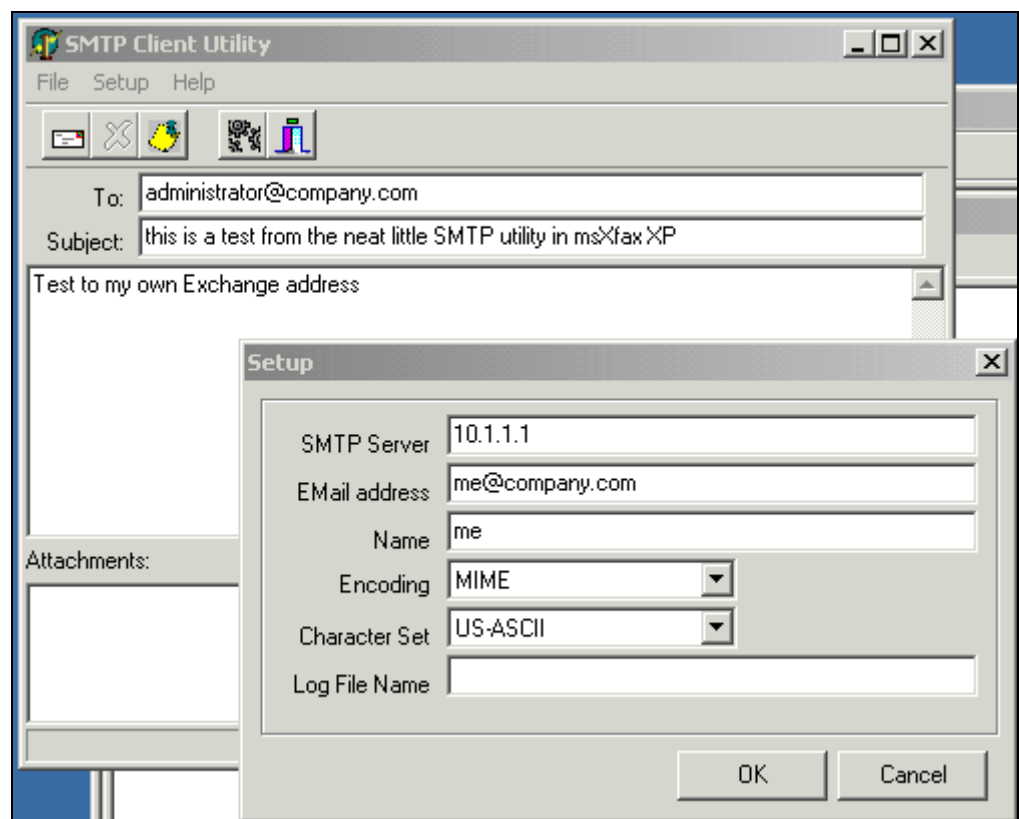 SMTP Client Utility
File Setup Help
To: administrator@company.com
Subject: this is a test from the neat little SMTP utility in msXfax XP
Test to my own Exchange address
Attachments:
Setup
SMTP Server 10.1.1.1
EMail address me@company.com
Name me
Encoding MIME
Character Set US-ASCII
Log File Name
OK Cancel